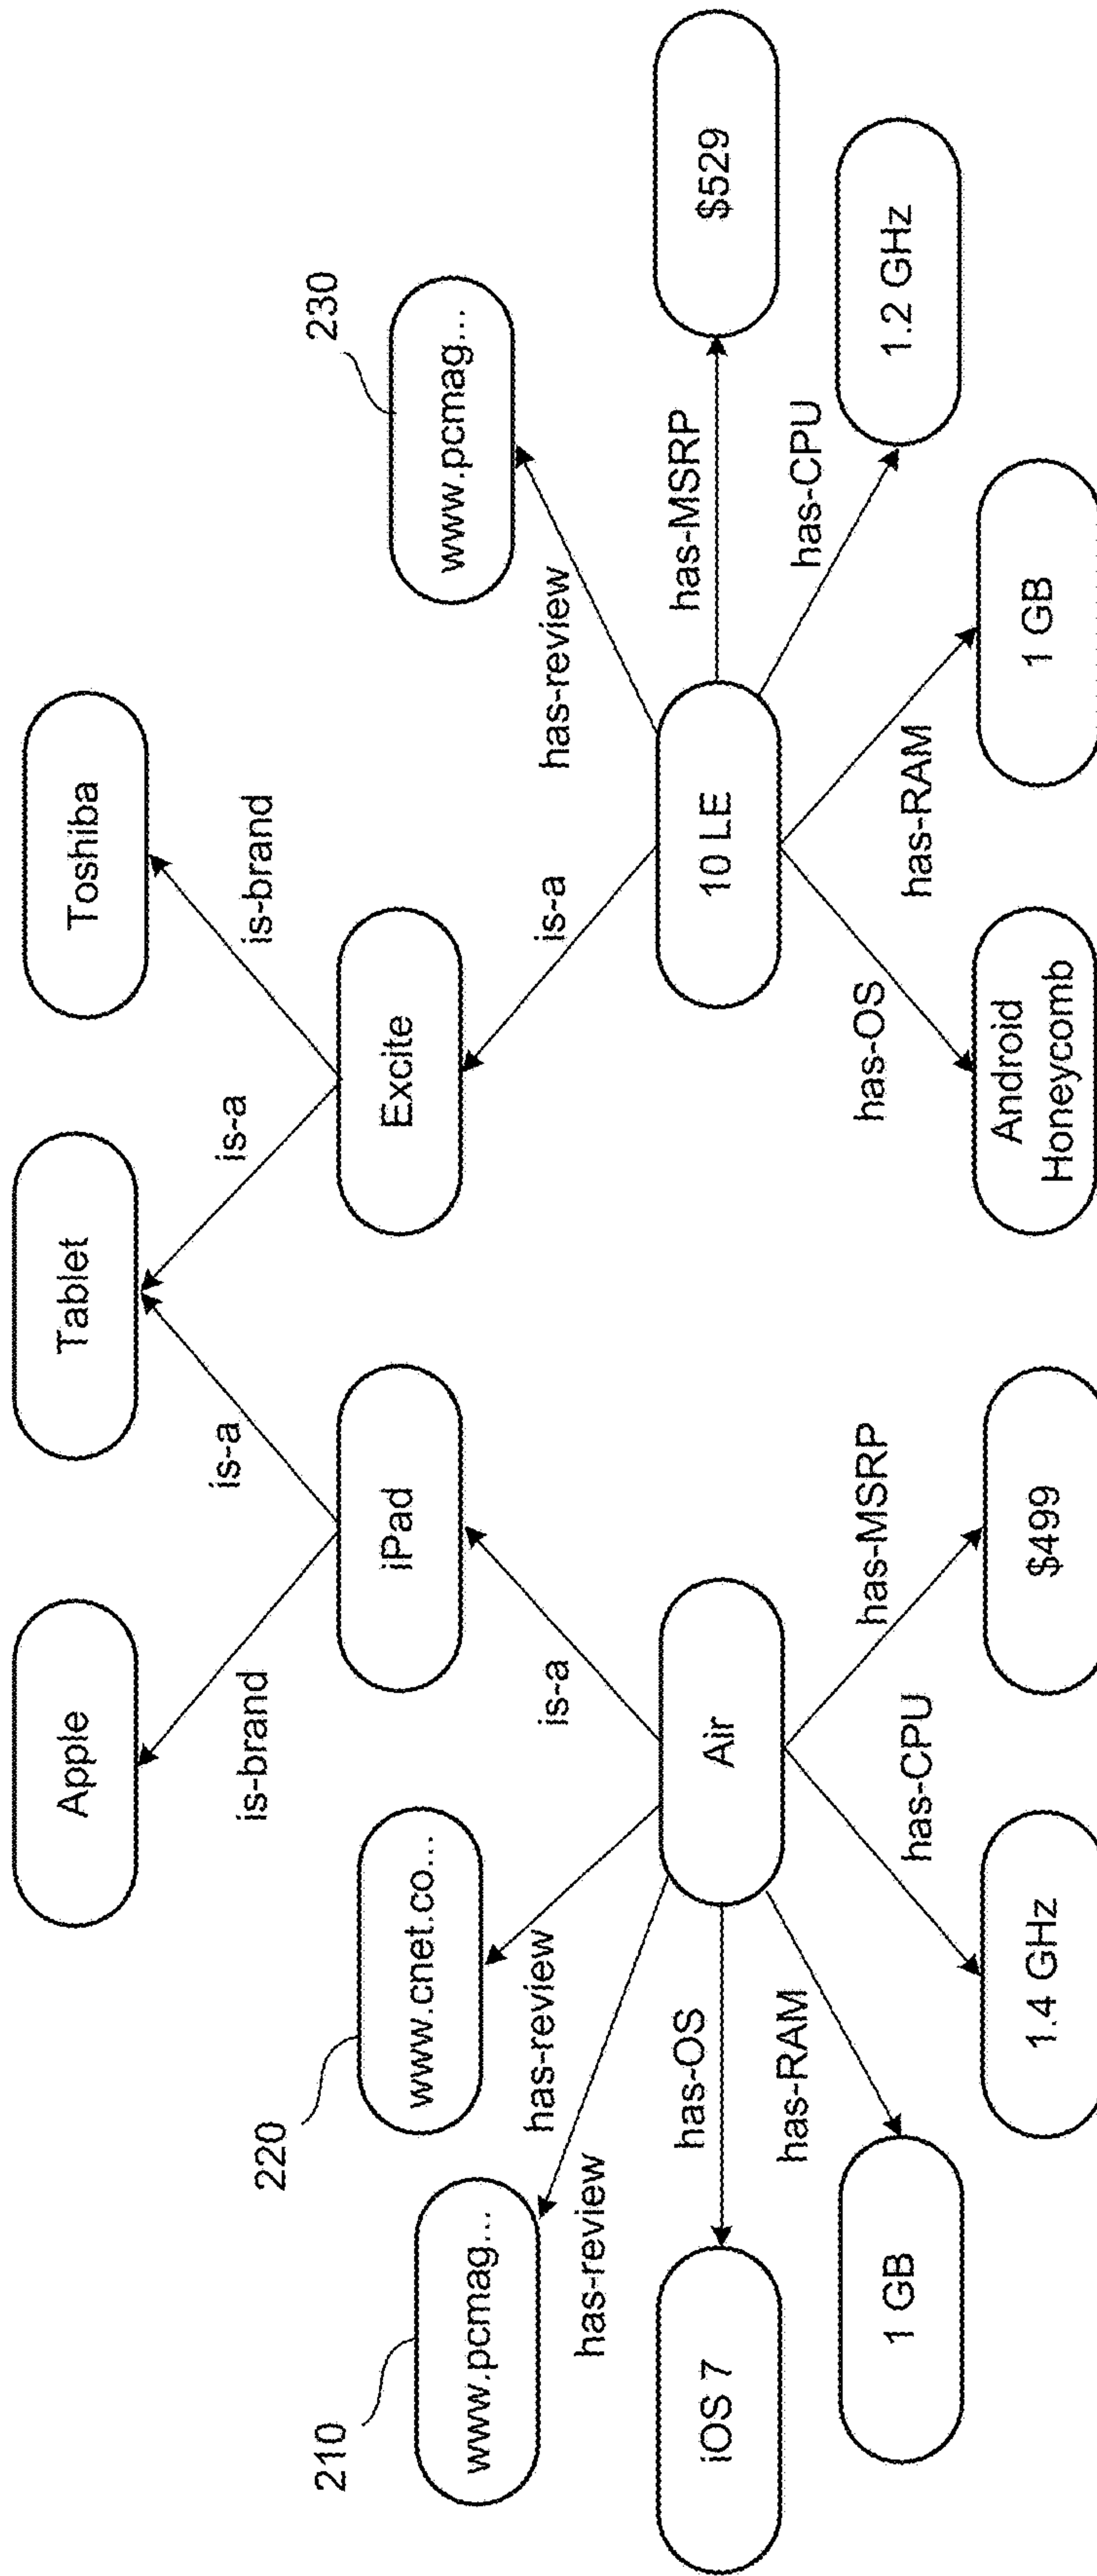 Apple
Tablet
Toshiba
is-brand
is-a
is-a
is-brand
210
220
230
www.pcmag...
www.cnet.co...
iPad
Excite
www.pcmag...
has-review
has-review
is-a
is-a
has-review
iOS 7
has-OS
Air
10 LE
has-MSRP
$529
has-RAM
has-CPU
has-MSRP
has-OS
has-RAM
has-CPU
1 GB
1.2 GHz
1.4 GHz
$499
Android
Honeycomb
1 GB